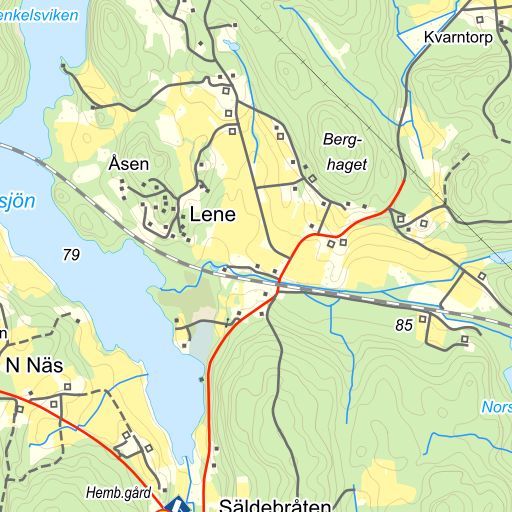 enkelsviken
Kvarntorp
Berg-
haget
Åsen
sjön
Lene
79
85
n
N Näs
Nors
Hemb.gård
Säldebråten